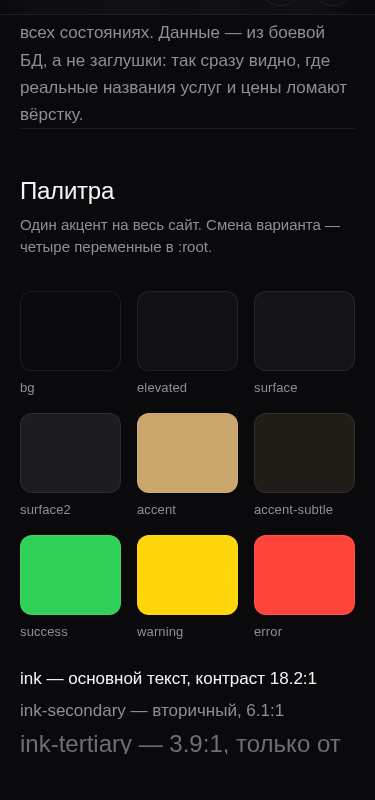 всех состояниях. Данные — из боевой
БД, а не заглушки: так сразу видно, где
реальные названия услуг и цены ломают
вёрстку.
Палитра
Один акцент на весь сайт. Смена варианта —
четыре переменные в :root.
bg
elevated
surface
surface2
accent
accent-subtle
success
warning
error
ink — основной текст, контраст 18.2:1
ink-secondary — вторичный, 6.1:1
ink-tertiary — 3.9:1, только от